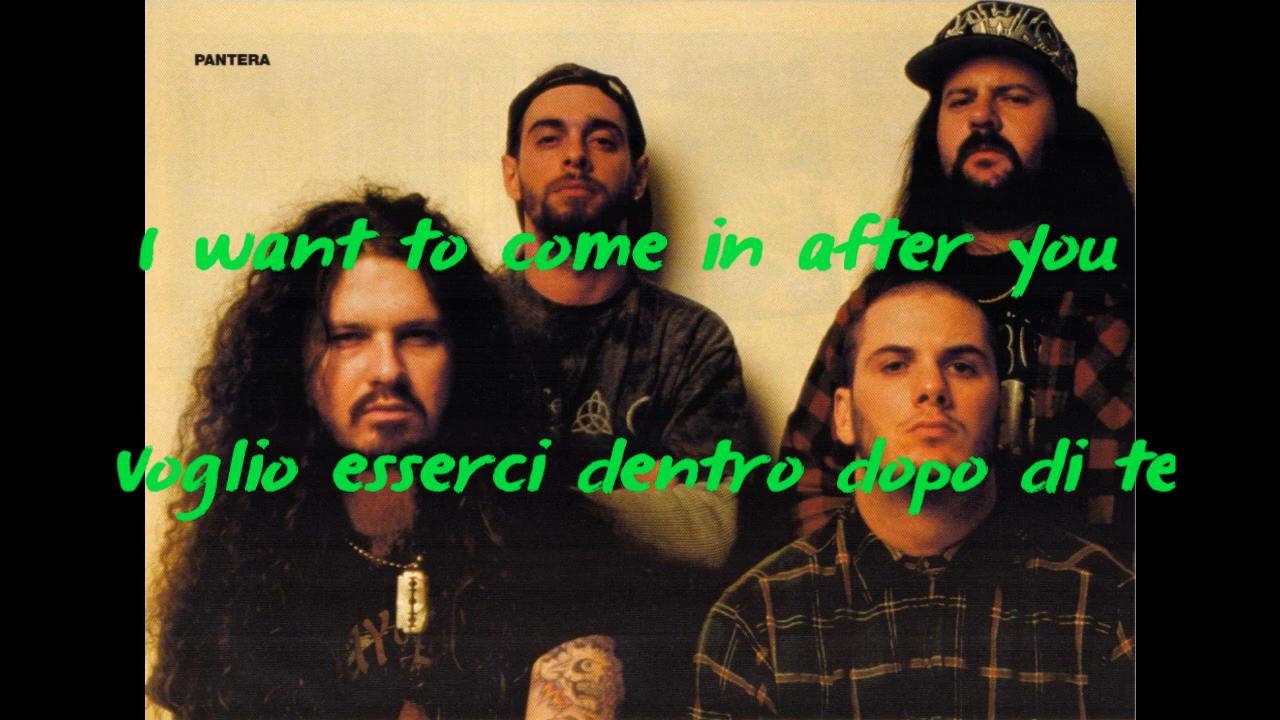 PANTERA
I want to come in after you
Voglio esserci dentro dopo di te